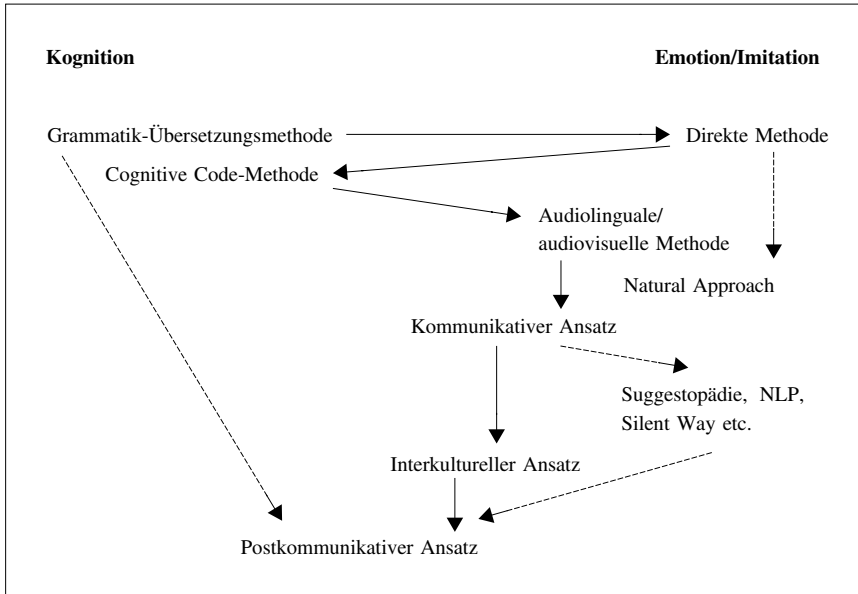 Kognition
Emotion/Imitation
Grammatik-Übersetzungsmethode
Direkte Methode
Cognitive Code-Methode
Audiolinguale/
audiovisuelle Methode
Natural Approach
Kommunikativer Ansatz
Suggestopädie, NLP,
Silent Way etc.
Interkultureller Ansatz
Postkommunikativer Ansatz